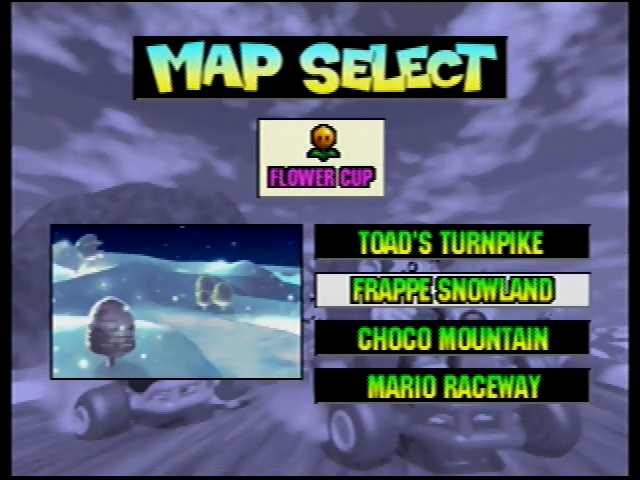 MAP SELECT
FLOWER CUP
TOAD'S TURNPIKE
FRAPPE SNOWLAND
CHOCO MOUNTAIN
MARIO RACEWAY